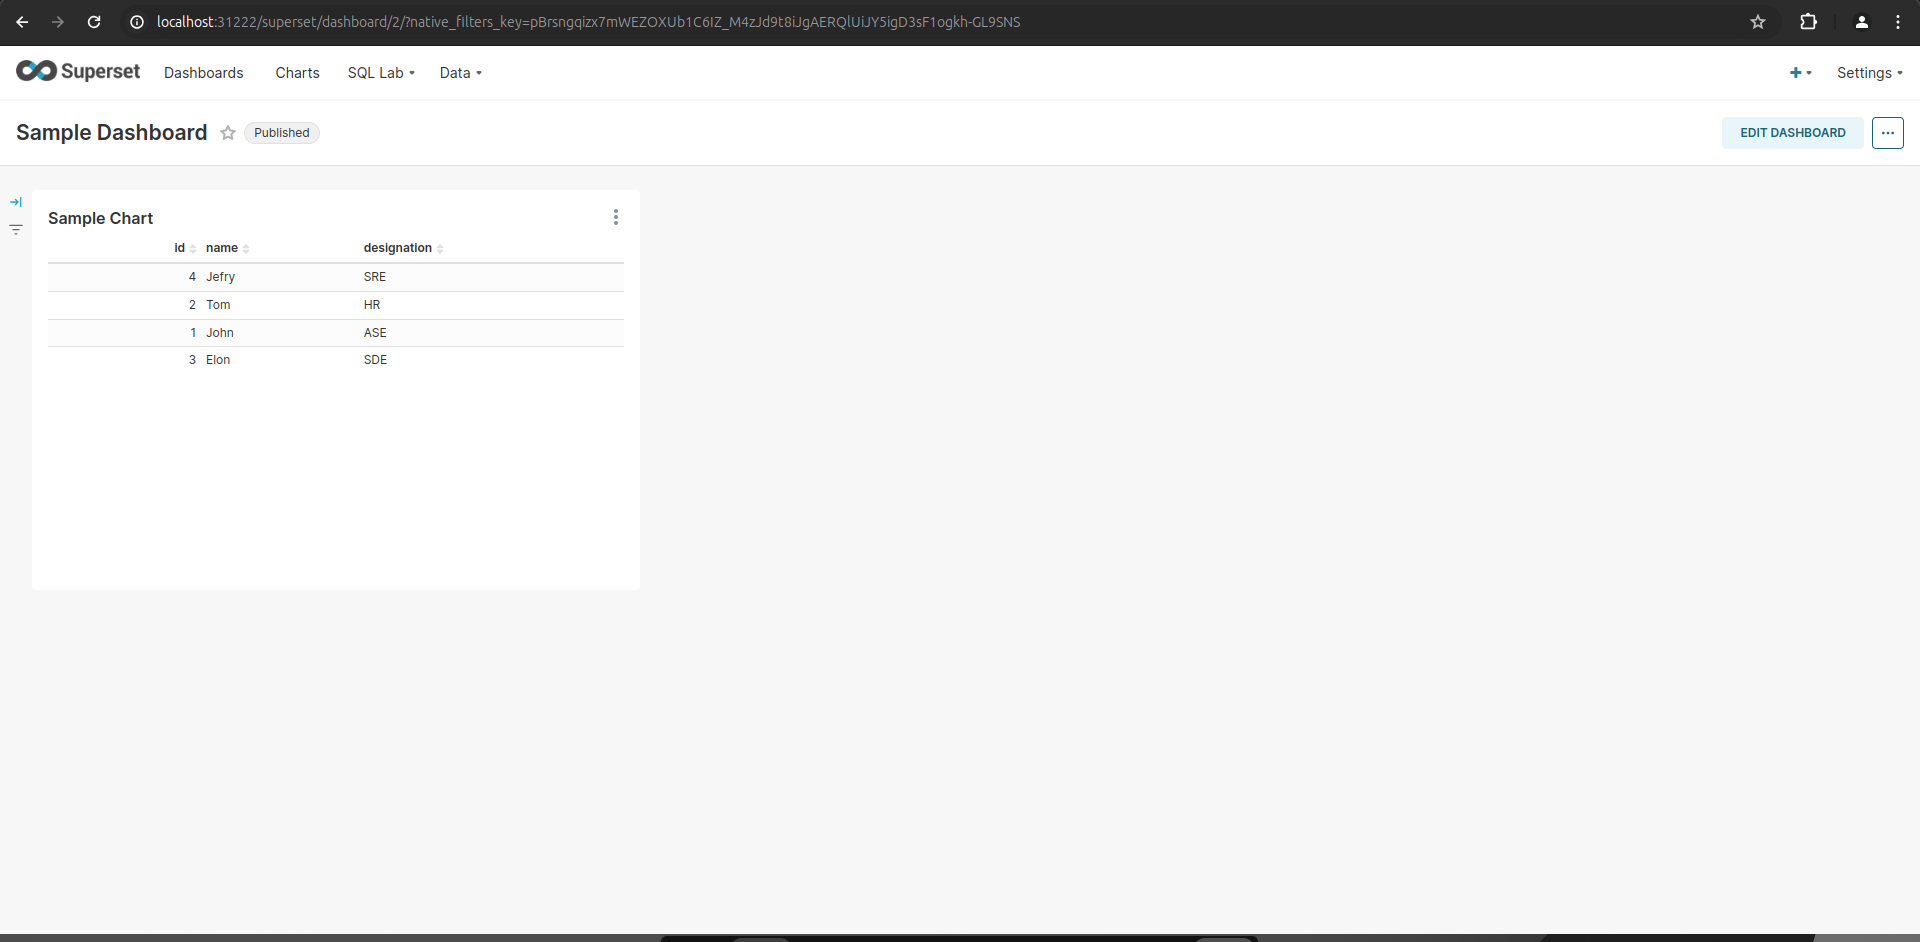 localhost:31222/superset/dashboard/2/?native_filters_key=pBrsngqizx7mWEZOXUb1C6IZ_M4zJd9t8iJgAERQlUiJY5igD3sF1ogkh-GL9SNS
Superset Dashboards Charts SQL Lab Data + Settings
Sample Dashboard Published EDIT DASHBOARD ...
Sample Chart
id name designation
4 Jefry SRE
2 Tom HR
1 John ASE
3 Elon SDE